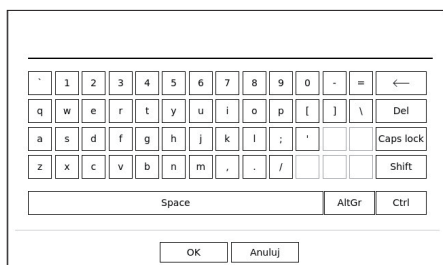 ` 1 2 3 4 5 6 7 8 9 0 - = ←
q w e r t y u i o p [ ] \ Del
a s d f g h j k l ; ' Caps lock
z x c v b n m , . / Shift
Space AltGr Ctrl
OK Anuluj